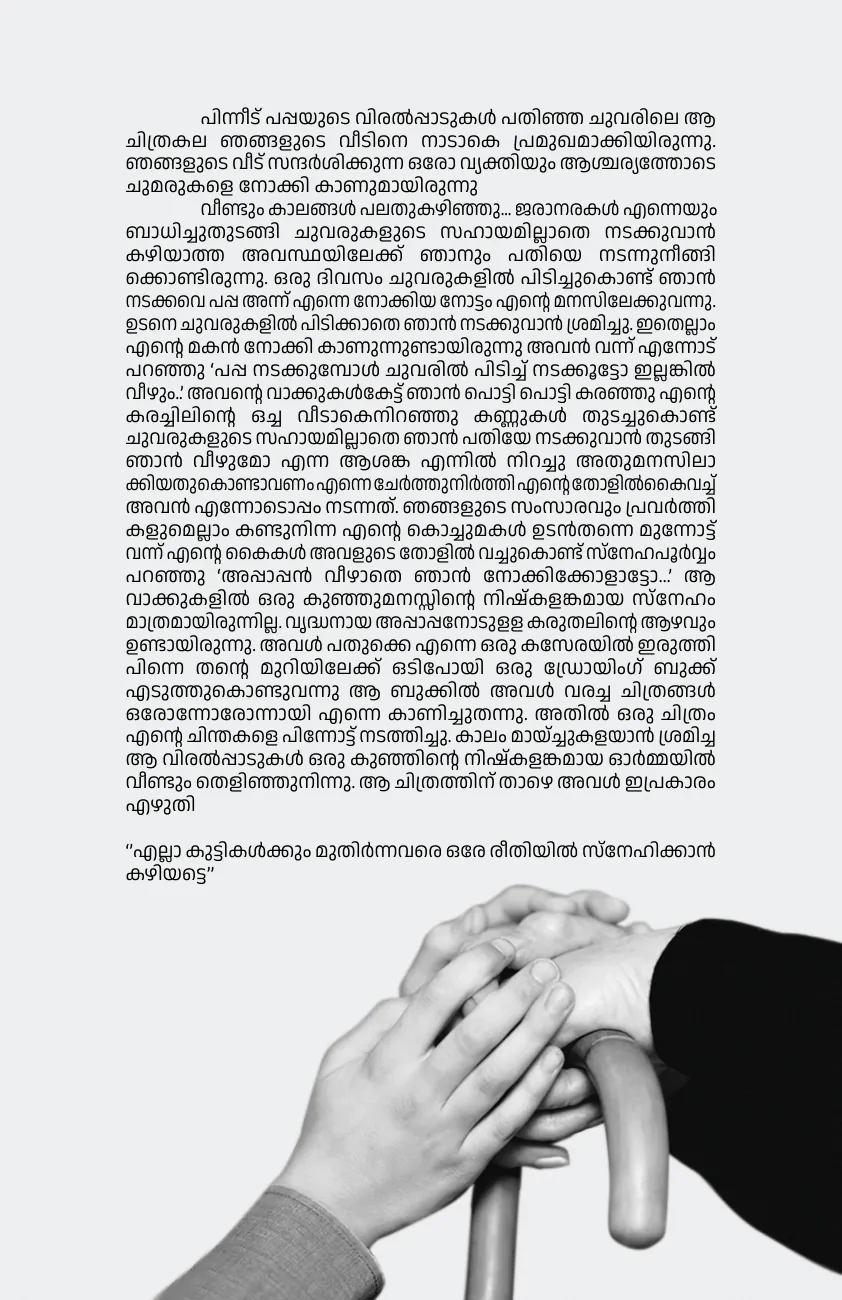 പിന്നീട് പപ്പയുടെ വിരൽപ്പാടുകൾ പതിഞ്ഞ ചുവരിലെ ആ
ചിത്രകല ഞങ്ങളുടെ വീടിനെ നാടാകെ പ്രമുഖമാക്കിയിരുന്നു.
ഞങ്ങളുടെ വീട് സന്ദർശിക്കുന്ന ഒരോ വ്യക്തിയും ആശ്ചര്യത്തോടെ
ചുമരുകളെ നോക്കി കാണുമായിരുന്നു
വീണ്ടും കാലങ്ങൾ പലതുകഴിഞ്ഞു... ജരാനരകൾ എന്നെയും
ബാധിച്ചുതുടങ്ങി ചുവരുകളുടെ സഹായമില്ലാതെ നടക്കുവാൻ
കഴിയാത്ത അവസ്ഥയിലേക്ക് ഞാനും പതിയെ നടന്നുനീങ്ങി
ക്കൊണ്ടിരുന്നു. ഒരു ദിവസം ചുവരുകളിൽ പിടിച്ചുകൊണ്ട് ഞാൻ
നടക്കവെ പപ്പ അന്ന് എന്നെ നോക്കിയ നോട്ടം എന്റെ മനസിലേക്കുവന്നു.
ഉടനെ ചുവരുകളിൽ പിടിക്കാതെ ഞാൻ നടക്കുവാൻ ശ്രമിച്ചു. ഇതെല്ലാം
എന്റെ മകൻ നോക്കി കാണുന്നുണ്ടായിരുന്നു അവൻ വന്ന് എന്നോട്
പറഞ്ഞു ‘പപ്പ നടക്കുമ്പോൾ ചുവരിൽ പിടിച്ച് നടക്കൂട്ടോ ഇല്ലങ്കിൽ
വീഴും..’ അവന്റെ വാക്കുകൾകേട്ട് ഞാൻ പൊട്ടി പൊട്ടി കരഞ്ഞു എന്റെ
കരച്ചിലിന്റെ ഒച്ച വീടാകെനിറഞ്ഞു കണ്ണുകൾ തുടച്ചുകൊണ്ട്
ചുവരുകളുടെ സഹായമില്ലാതെ ഞാൻ പതിയേ നടക്കുവാൻ തുടങ്ങി
ഞാൻ വീഴുമോ എന്ന ആശങ്ക എന്നിൽ നിറച്ചു അതുമനസിലാ
ക്കിയതുകൊണ്ടാവണം എന്നെ ചേർത്തുനിർത്തി എന്റെ തോളിൽ കൈവച്ച്
അവൻ എന്നോടൊപ്പം നടന്നത്. ഞങ്ങളുടെ സംസാരവും പ്രവർത്തി
കളുമെല്ലാം കണ്ടുനിന്ന എന്റെ കൊച്ചുമകൾ ഉടൻതന്നെ മുന്നോട്ട്
വന്ന് എന്റെ കൈകൾ അവളുടെ തോളിൽ വച്ചുകൊണ്ട് സ്നേഹപൂർവ്വം
പറഞ്ഞു ‘അപ്പാപ്പൻ വീഴാതെ ഞാൻ നോക്കിക്കോളാട്ടോ...’ ആ
വാക്കുകളിൽ ഒരു കുഞ്ഞുമനസ്സിന്റെ നിഷ്കളങ്കമായ സ്നേഹം
മാത്രമായിരുന്നില്ല. വൃദ്ധനായ അപ്പാപ്പനോടുളള കരുതലിന്റെ ആഴവും
ഉണ്ടായിരുന്നു. അവൾ പതുക്കെ എന്നെ ഒരു കസേരയിൽ ഇരുത്തി
പിന്നെ തന്റെ മുറിയിലേക്ക് ഒടിപോയി ഒരു ഡ്രോയിംഗ് ബുക്ക്
എടുത്തുകൊണ്ടുവന്നു ആ ബുക്കിൽ അവൾ വരച്ച ചിത്രങ്ങൾ
ഒരോന്നോരോന്നായി എന്നെ കാണിച്ചുതന്നു. അതിൽ ഒരു ചിത്രം
എന്റെ ചിന്തകളെ പിന്നോട്ട് നടത്തിച്ചു. കാലം മായ്ച്ചുകളയാൻ ശ്രമിച്ച
ആ വിരൽപ്പാടുകൾ ഒരു കുഞ്ഞിന്റെ നിഷ്കളങ്കമായ ഓർമ്മയിൽ
വീണ്ടും തെളിഞ്ഞുനിന്നു. ആ ചിത്രത്തിന് താഴെ അവൾ ഇപ്രകാരം
എഴുതി
‘’എല്ലാ കുട്ടികൾക്കും മുതിർന്നവരെ ഒരേ രീതിയിൽ സ്നേഹിക്കാൻ
കഴിയട്ടെ’’